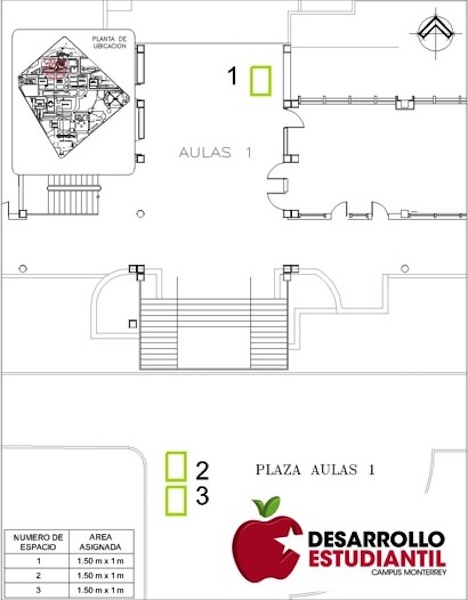 PLANTA DE
UBICACION
1
AULAS 1
2
PLAZA AULAS 1
3
NUMERO DE ESPACIO AREA ASIGNADA
1 1.50 m x 1 m
2 1.50 m x 1 m
3 1.50 m x 1 m
DESARROLLO
ESTUDIANTIL
CAMPUS MONTERREY